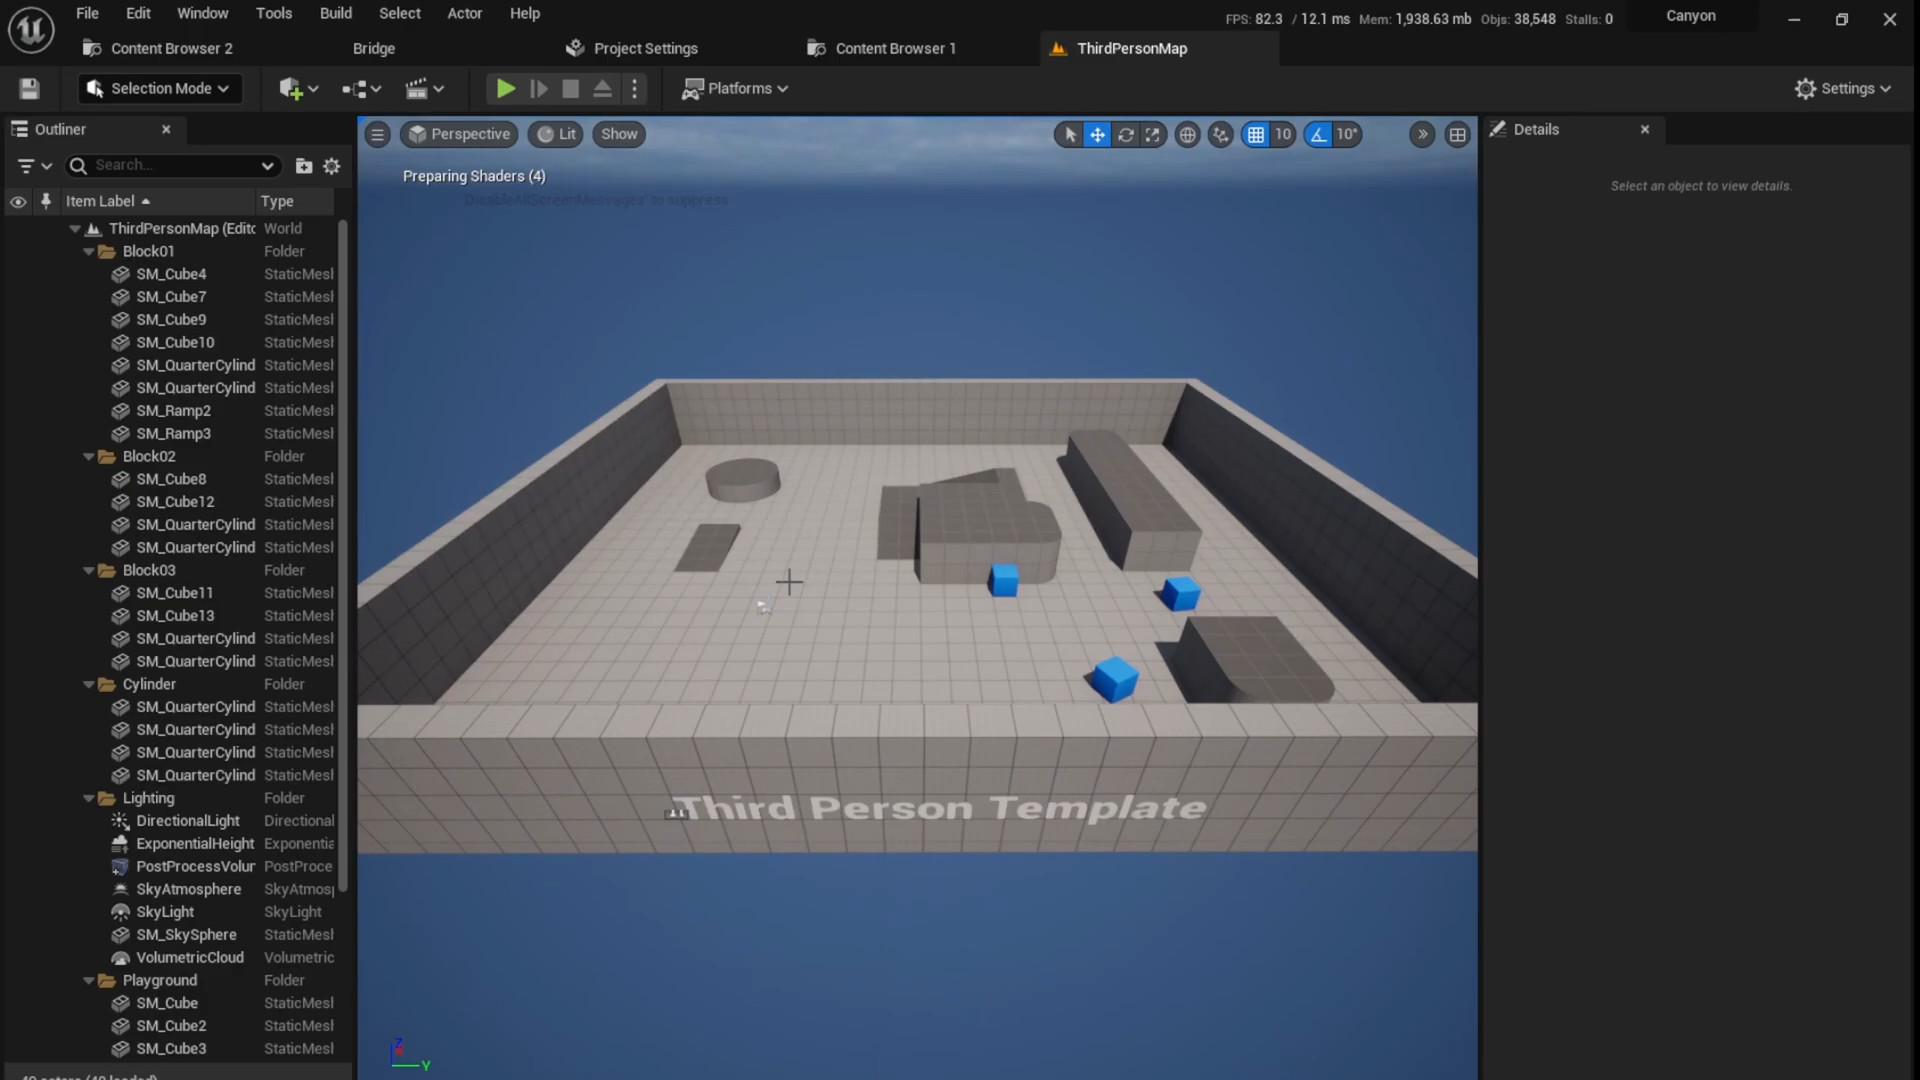 File Edit Window Tools Build Select Actor Help
FPS: 82.3 / 12.1 ms Mem: 1,938.63 mb Objs: 38,548 Stalls: 0
Canyon
Content Browser 2
Bridge
Project Settings
Content Browser 1
ThirdPersonMap
Selection Mode
Platforms
Settings
Outliner
Perspective
Lit
Show
10
10°
Details
Search...
Preparing Shaders (4)
Select an object to view details.
DisableAllScreenMessages' to suppress
Item Label Type
ThirdPersonMap (Edito World
Block01 Folder
SM_Cube4 StaticMesl
SM_Cube7 StaticMesl
SM_Cube9 StaticMesl
SM_Cube10 StaticMesl
SM_QuarterCylind StaticMesl
SM_QuarterCylind StaticMesl
SM_Ramp2 StaticMesl
SM_Ramp3 StaticMesl
Block02 Folder
SM_Cube8 StaticMesl
SM_Cube12 StaticMesl
SM_QuarterCylind StaticMesl
SM_QuarterCylind StaticMesl
Block03 Folder
SM_Cube11 StaticMesl
SM_Cube13 StaticMesl
SM_QuarterCylind StaticMesl
SM_QuarterCylind StaticMesl
Cylinder Folder
SM_QuarterCylind StaticMesl
SM_QuarterCylind StaticMesl
SM_QuarterCylind StaticMesl
SM_QuarterCylind StaticMesl
Lighting Folder
DirectionalLight Directional
ExponentialHeight Exponentia
PostProcessVolur PostProce
SkyAtmosphere SkyAtmos
SkyLight SkyLight
SM_SkySphere StaticMesl
VolumetricCloud Volumetric
Playground Folder
SM_Cube StaticMesl
SM_Cube2 StaticMesl
SM_Cube3 StaticMesl
Third Person Template
Z
Y